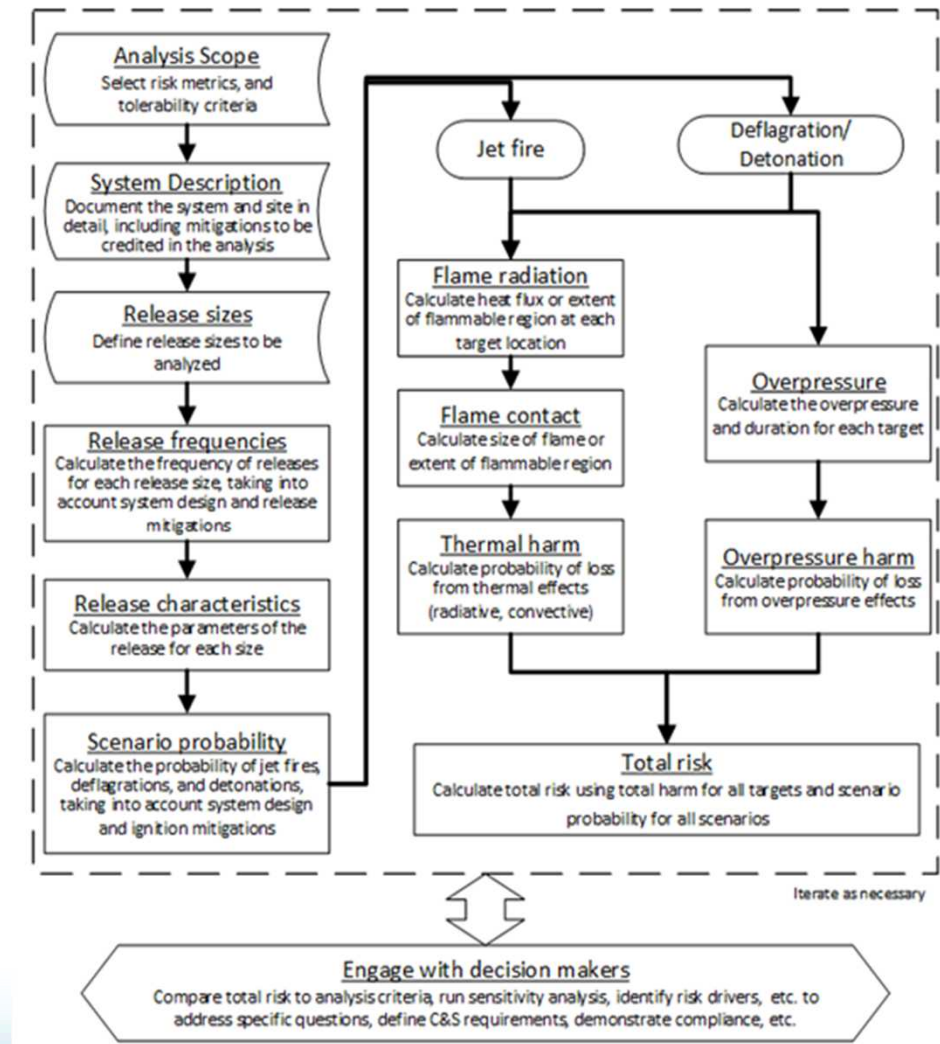 Analysis Scope
Select risk metrics, and
tolerability criteria
System Description
Document the system and site in
detail, including mitigations to be
credited in the analysis
Release sizes
Define release sizes to be
analyzed
Release frequencies
Calculate the frequency of releases
for each release size, taking into
account system design and release
mitigations
Release characteristics
Calculate the parameters of the
release for each size
Scenario probability
Calculate the probability of jet fires,
deflagrations, and detonations,
taking into account system design
and ignition mitigations
Jet fire
Deflagration/
Detonation
Flame radiation
Calculate heat flux or extent
of flammable region at each
target location
Flame contact
Calculate size of flame or
extent of flammable region
Thermal harm
Calculate probability of loss
from thermal effects
(radiative, convective)
Overpressure
Calculate the overpressure
and duration for each target
Overpressure harm
Calculate probability of loss
from overpressure effects
Total risk
Calculate total risk using total harm for all targets and scenario
probability for all scenarios
Iterate as necessary
Engage with decision makers
Compare total risk to analysis criteria, run sensitivity analysis, identify risk drivers, etc. to
address specific questions, define C&S requirements, demonstrate compliance, etc.